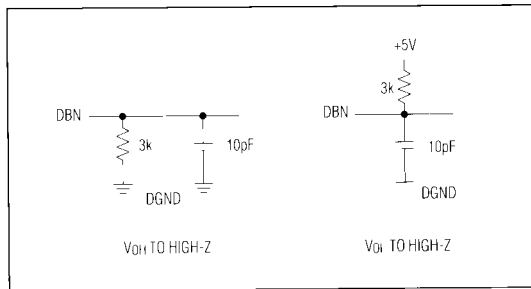 DBN
3k
10pF
DGND
VOH TO HIGH-Z
+5V
3k
DBN
10pF
DGND
VOL TO HIGH-Z